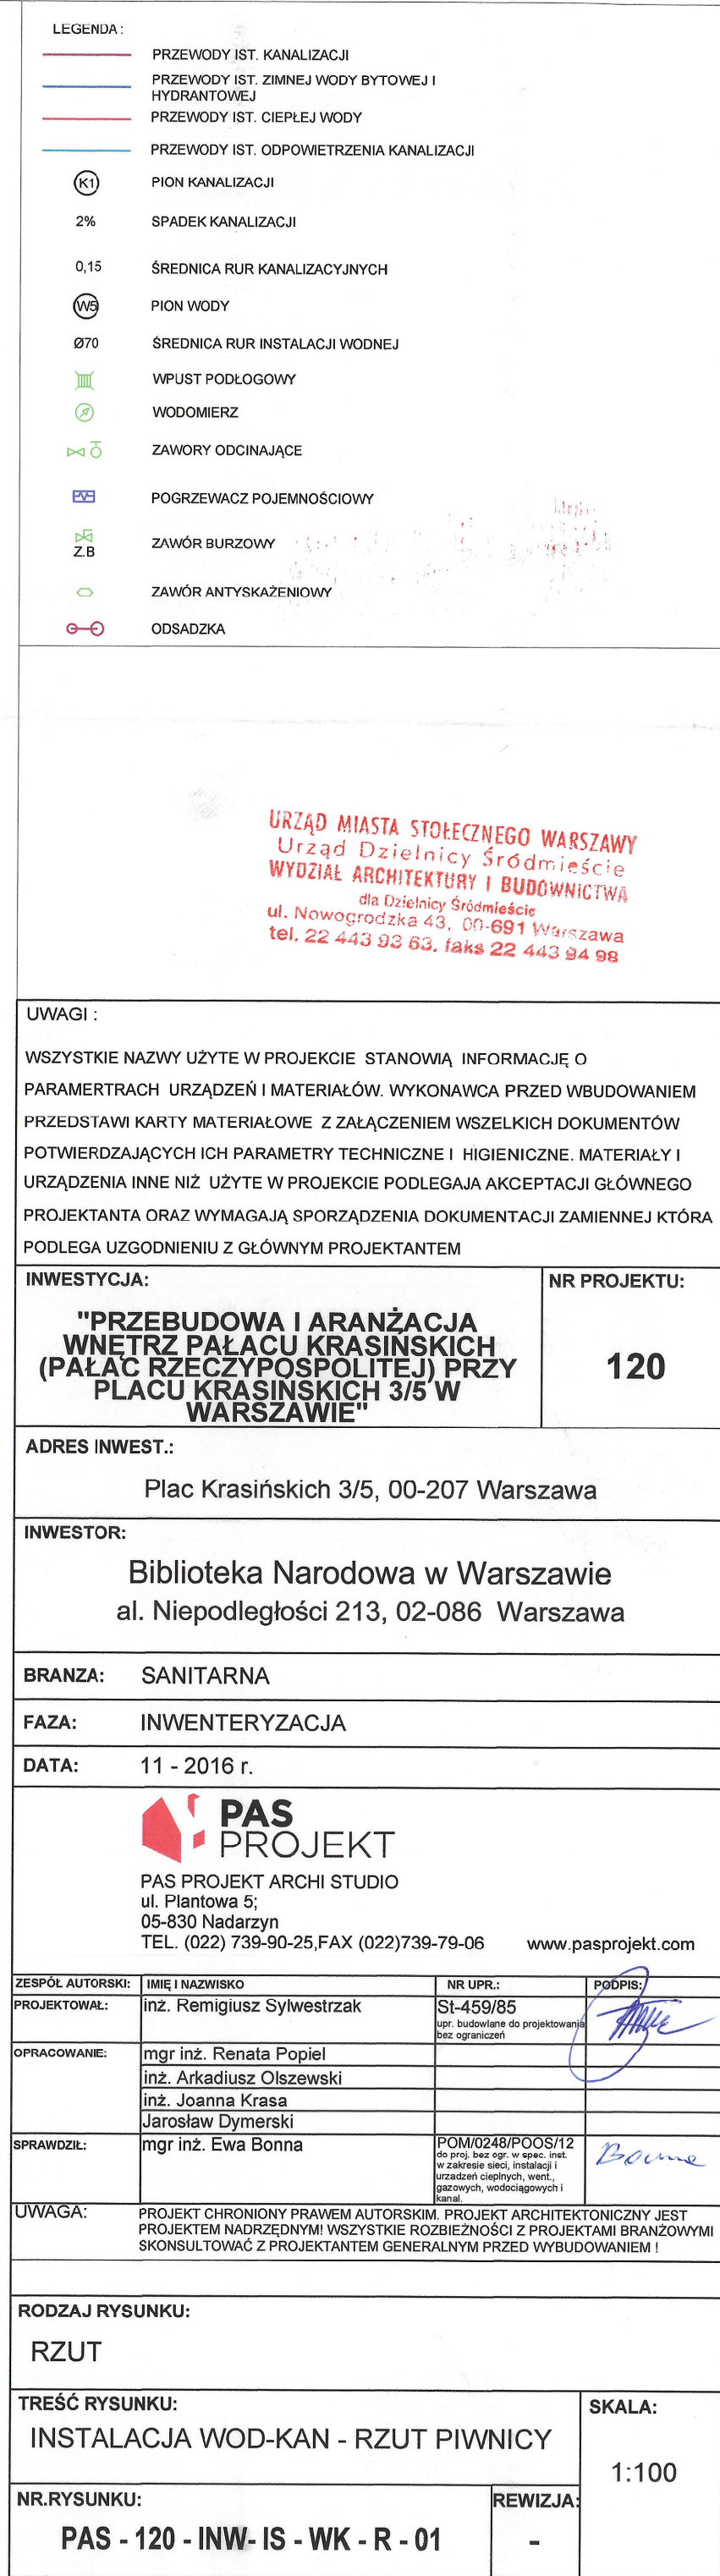 LEGENDA :
PRZEWODY IST. KANALIZACJI
PRZEWODY IST. ZIMNEJ WODY BYTOWEJ I
HYDRANTOWEJ
PRZEWODY IST. CIEPŁEJ WODY
PRZEWODY IST. ODPOWIETRZENIA KANALIZACJI
K1 PION KANALIZACJI
2% SPADEK KANALIZACJI
0,15 ŚREDNICA RUR KANALIZACYJNYCH
W5 PION WODY
Ø70 ŚREDNICA RUR INSTALACJI WODNEJ
WPUST PODŁOGOWY
WODOMIERZ
ZAWORY ODCINAJĄCE
POGRZEWACZ POJEMNOŚCIOWY
Z.B ZAWÓR BURZOWY
ZAWÓR ANTYSKAŻENIOWY
ODSADZKA
URZĄD MIASTA STOŁECZNEGO WARSZAWY
Urząd Dzielnicy Śródmieście
WYDZIAŁ ARCHITEKTURY I BUDOWNICTWA
dla Dzielnicy Śródmieście
ul. Nowogrodzka 43, 00-691 Warszawa
tel. 22 443 93 63, faks 22 443 94 98
UWAGI :
WSZYSTKIE NAZWY UŻYTE W PROJEKCIE STANOWIĄ INFORMACJĘ O
PARAMERTRACH URZĄDZEŃ I MATERIAŁÓW. WYKONAWCA PRZED WBUDOWANIEM
PRZEDSTAWI KARTY MATERIAŁOWE Z ZAŁĄCZENIEM WSZELKICH DOKUMENTÓW
POTWIERDZAJĄCYCH ICH PARAMETRY TECHNICZNE I HIGIENICZNE. MATERIAŁY I
URZĄDZENIA INNE NIŻ UŻYTE W PROJEKCIE PODLEGAJA AKCEPTACJI GŁÓWNEGO
PROJEKTANTA ORAZ WYMAGAJĄ SPORZĄDZENIA DOKUMENTACJI ZAMIENNEJ KTÓRA
PODLEGA UZGODNIENIU Z GŁÓWNYM PROJEKTANTEM
INWESTYCJA: NR PROJEKTU:
"PRZEBUDOWA I ARANŻACJA
WNĘTRZ PAŁACU KRASIŃSKICH
(PAŁAC RZECZYPOSPOLITEJ) PRZY
PLACU KRASIŃSKICH 3/5 W
WARSZAWIE"
120
ADRES INWEST.:
Plac Krasińskich 3/5, 00-207 Warszawa
INWESTOR:
Biblioteka Narodowa w Warszawie
al. Niepodległości 213, 02-086 Warszawa
BRANZA: SANITARNA
FAZA: INWENTERYZACJA
DATA: 11 - 2016 r.
PAS
PROJEKT
PAS PROJEKT ARCHI STUDIO
ul. Plantowa 5;
05-830 Nadarzyn
TEL. (022) 739-90-25,FAX (022)739-79-06 www.pasprojekt.com
ZESPÓŁ AUTORSKI: IMIĘ I NAZWISKO NR UPR.: PODPIS:
PROJEKTOWAŁ: inż. Remigiusz Sylwestrzak St-459/85
upr. budowlane do projektowania
bez ograniczeń
OPRACOWANIE: mgr inż. Renata Popiel
inż. Arkadiusz Olszewski
inż. Joanna Krasa
Jarosław Dymerski
SPRAWDZIŁ: mgr inż. Ewa Bonna POM/0248/POOS/12
do proj. bez ogr. w spec. inst.
w zakresie sieci, instalacji i
urzadzeń cieplnych, went.,
gazowych, wodociągowych i
kanal.
Bonna
UWAGA: PROJEKT CHRONIONY PRAWEM AUTORSKIM. PROJEKT ARCHITEKTONICZNY JEST
PROJEKTEM NADRZĘDNYM! WSZYSTKIE ROZBIEŻNOŚCI Z PROJEKTAMI BRANŻOWYMI
SKONSULTOWAĆ Z PROJEKTANTEM GENERALNYM PRZED WYBUDOWANIEM !
RODZAJ RYSUNKU:
RZUT
TREŚĆ RYSUNKU: SKALA:
INSTALACJA WOD-KAN - RZUT PIWNICY
1:100
NR.RYSUNKU: REWIZJA:
PAS - 120 - INW- IS - WK - R - 01 -